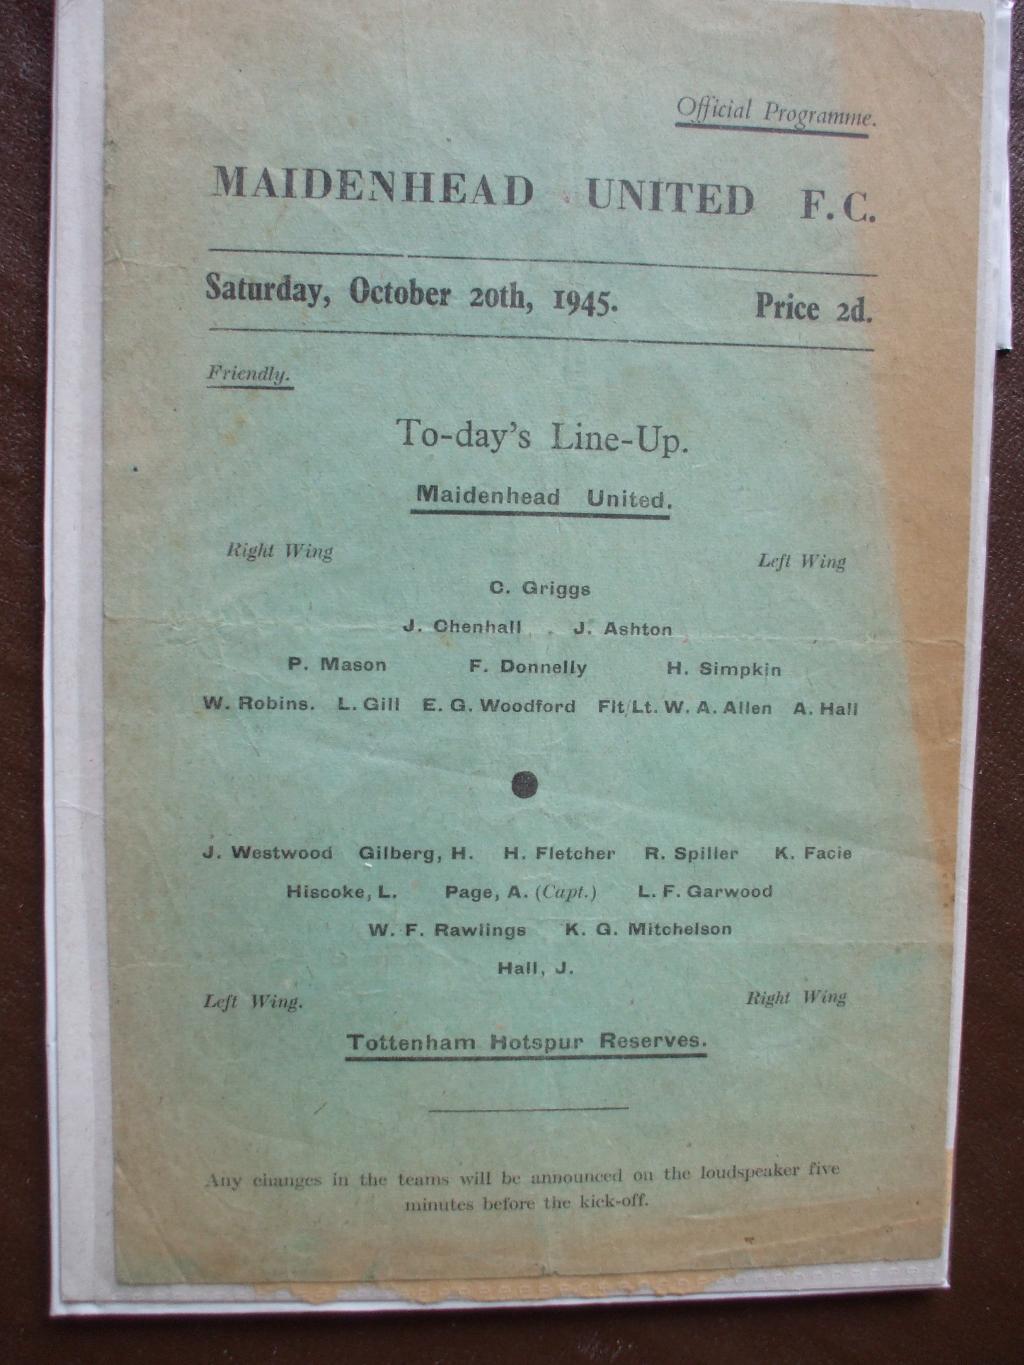 Official Programme.
MAIDENHEAD UNITED F.C.
Saturday, October 20th, 1945. Price 2d.
Friendly.
To-day's Line-Up.
Maidenhead United.
Right Wing Left Wing
C. Griggs
J. Chenhall J. Ashton
P. Mason F. Donnelly H. Simpkin
W. Robins. L. Gill E. G. Woodford Flt/Lt. W. A. Allen A. Hall
J. Westwood Gilberg, H. H. Fletcher R. Spiller K. Facie
Hiscoke, L. Page, A. (Capt.) L. F. Garwood
W. F. Rawlings K. G. Mitchelson
Hall, J.
Left Wing. Right Wing
Tottenham Hotspur Reserves.
Any changes in the teams will be announced on the loudspeaker five
minutes before the kick-off.